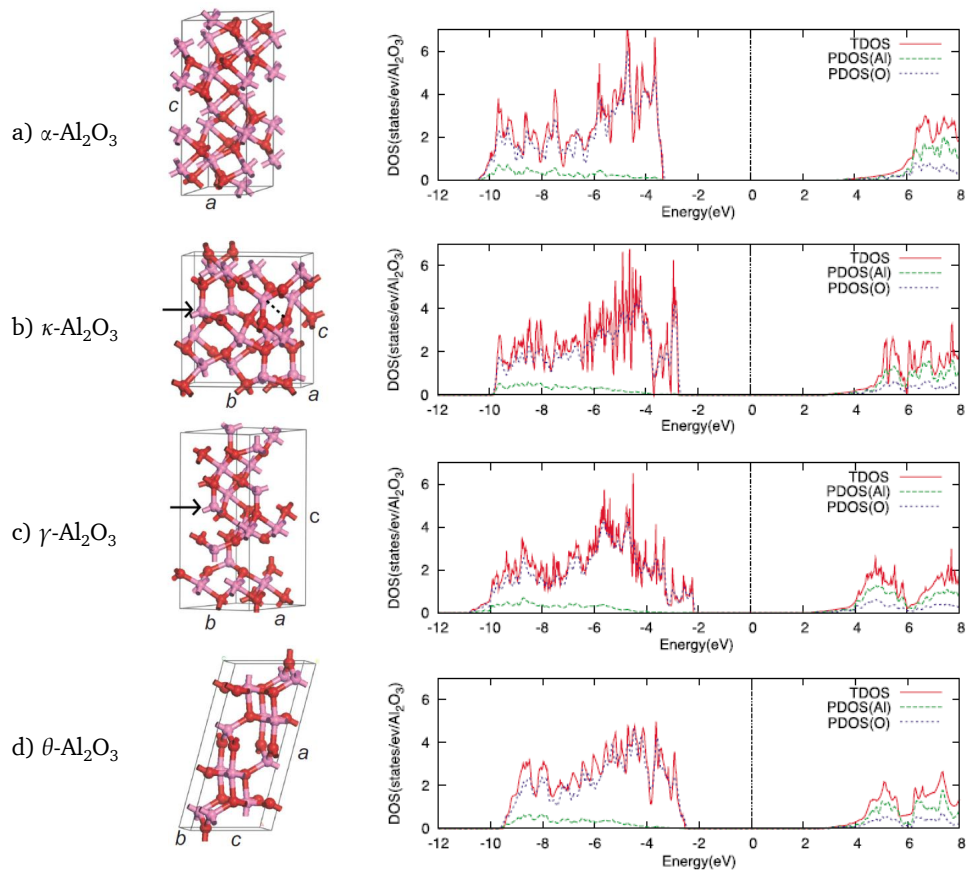 a) α-Al₂O₃
c
a
DOS(states/ev/Al₂O₃)
6
4
2
0
TDOS
PDOS(Al)
PDOS(O)
-12 -10 -8 -6 -4 -2 0 2 4 6 8
Energy(eV)
b) κ-Al₂O₃
c
b
a
DOS(states/ev/Al₂O₃)
6
4
2
0
TDOS
PDOS(Al)
PDOS(O)
-12 -10 -8 -6 -4 -2 0 2 4 6 8
Energy(eV)
c) γ-Al₂O₃
c
b
a
DOS(states/ev/Al₂O₃)
6
4
2
0
TDOS
PDOS(Al)
PDOS(O)
-12 -10 -8 -6 -4 -2 0 2 4 6 8
Energy(eV)
d) θ-Al₂O₃
a
b
c
DOS(states/ev/Al₂O₃)
6
4
2
0
TDOS
PDOS(Al)
PDOS(O)
-12 -10 -8 -6 -4 -2 0 2 4 6 8
Energy(eV)